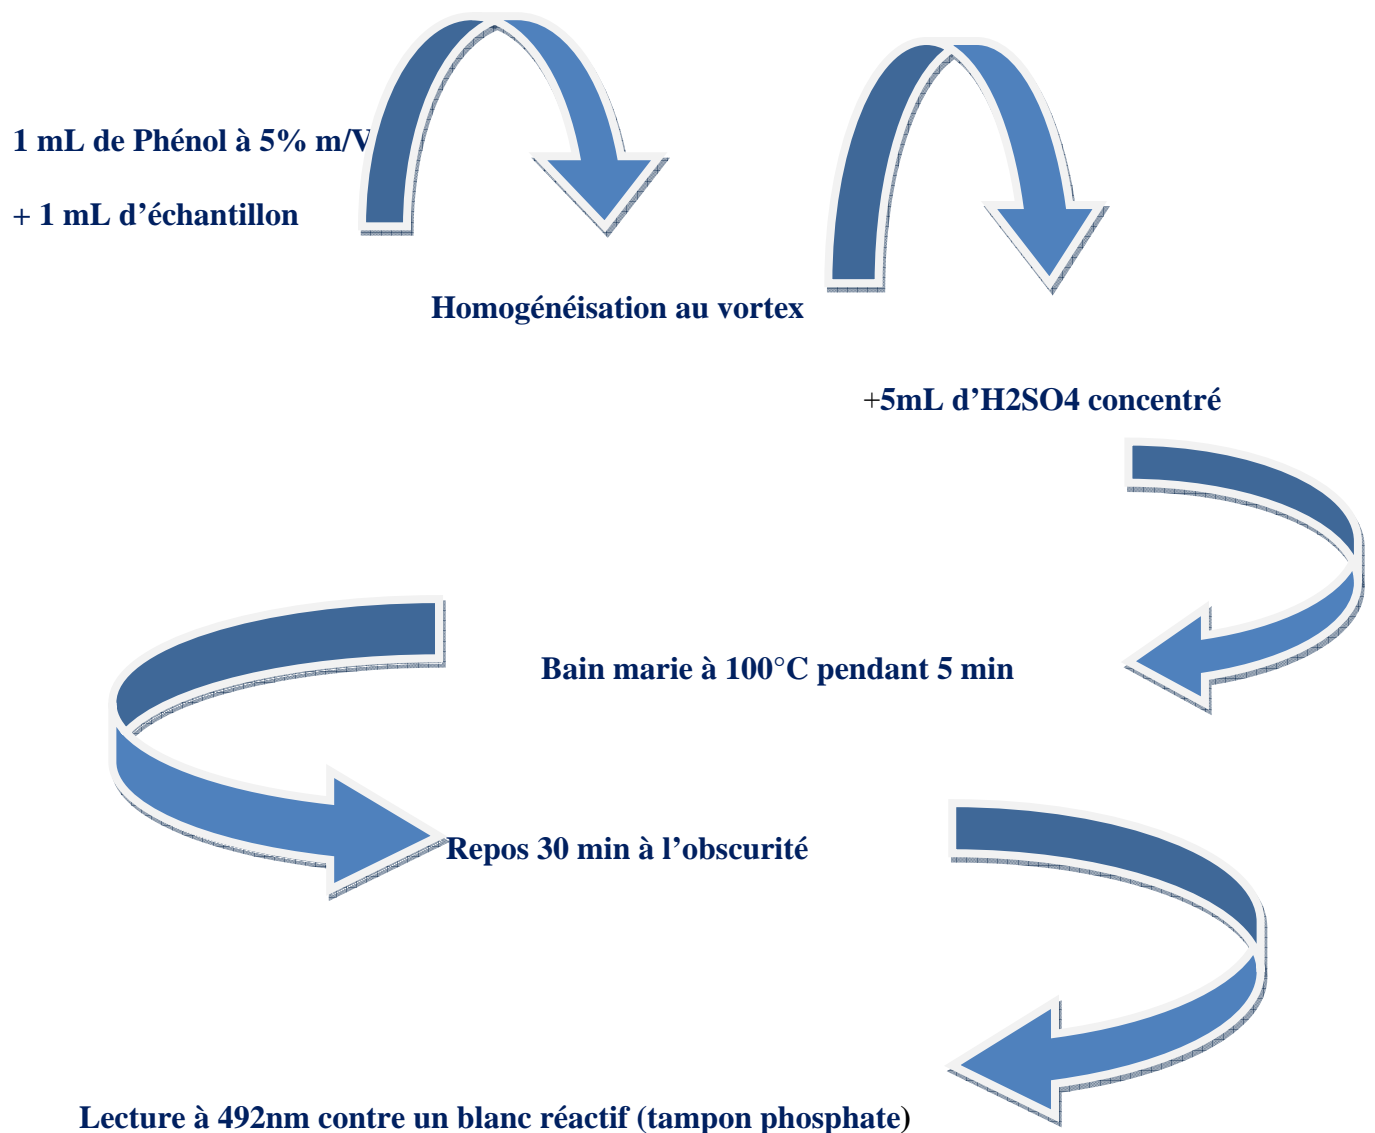 1 mL de Phénol à 5% m/V
+ 1 mL d’échantillon
Homogénéisation au vortex
+5mL d’H2SO4 concentré
Bain marie à 100°C pendant 5 min
Repos 30 min à l’obscurité
Lecture à 492nm contre un blanc réactif (tampon phosphate)